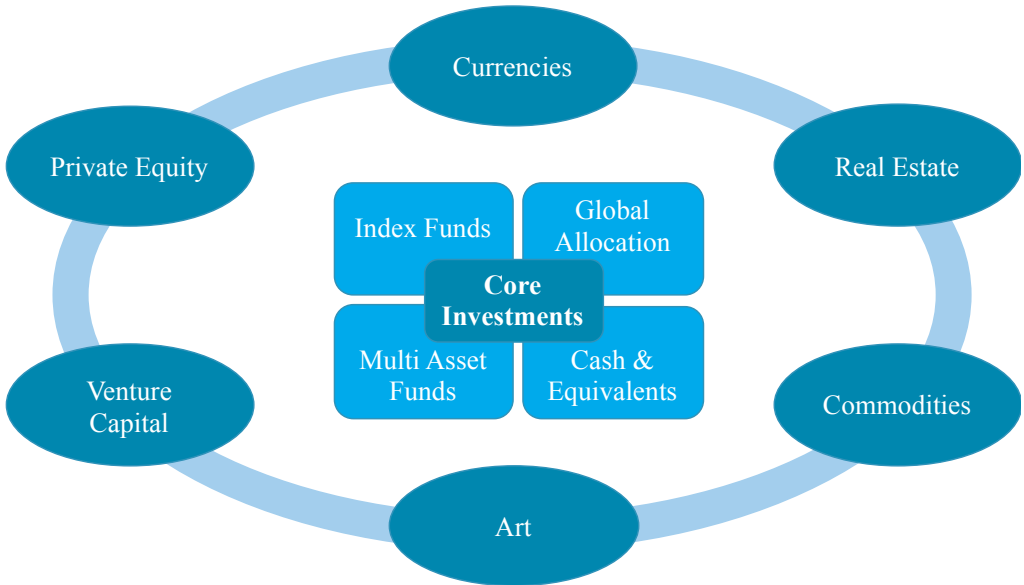 Currencies
Private Equity
Real Estate
Index Funds
Global
Allocation
Core
Investments
Multi Asset
Funds
Cash &
Equivalents
Venture
Capital
Commodities
Art